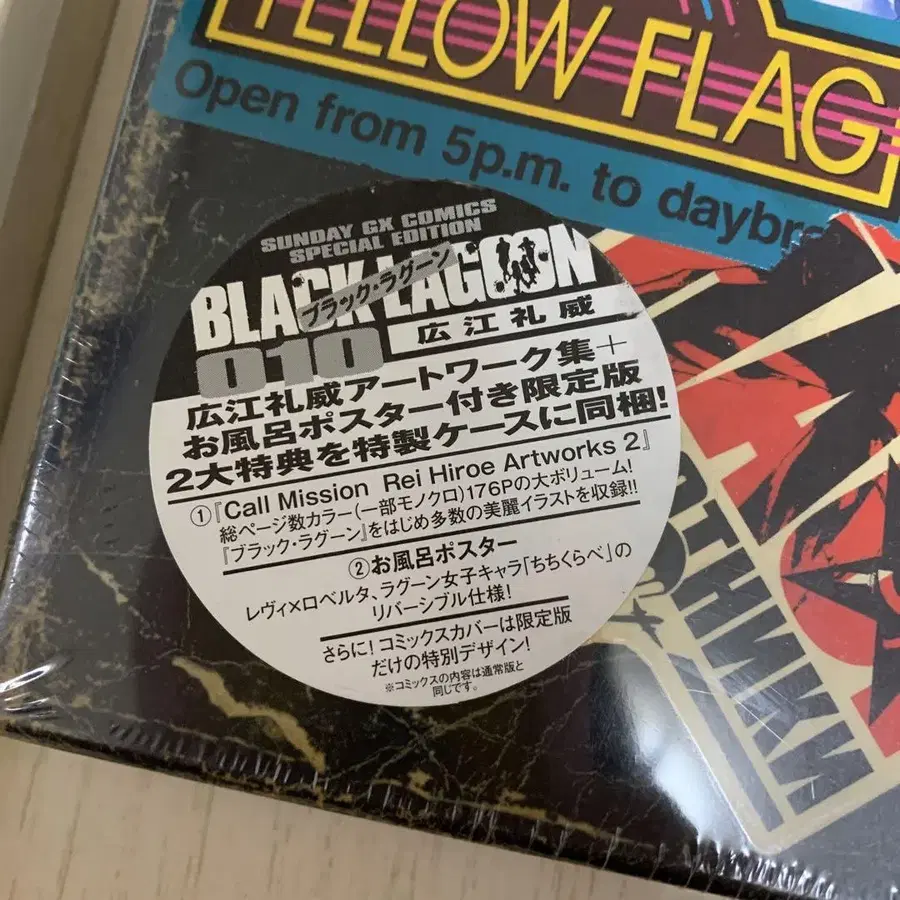 YELLOW FLAG
Open from 5p.m. to daybr
SUNDAY GX COMICS
SPECIAL EDITION
BLACK LAGOON
ブラック・ラグーン
010
広江礼威
広江礼威アートワーク集+
お風呂ポスター付き限定版
2大特典を特製ケースに同梱!
①『Call Mission Rei Hiroe Artworks 2』
総ページ数カラー(一部モノクロ)176Pの大ボリューム!
『ブラック・ラグーン』をはじめ多数の美麗イラストを収録!!
②お風呂ポスター
レヴィ×ロベルタ、ラグーン女子キャラ「ちちくらべ」の
リバーシブル仕様!
さらに!コミックスカバーは限定版
だけの特別デザイン!
※コミックスの内容は通常版と
同じです。